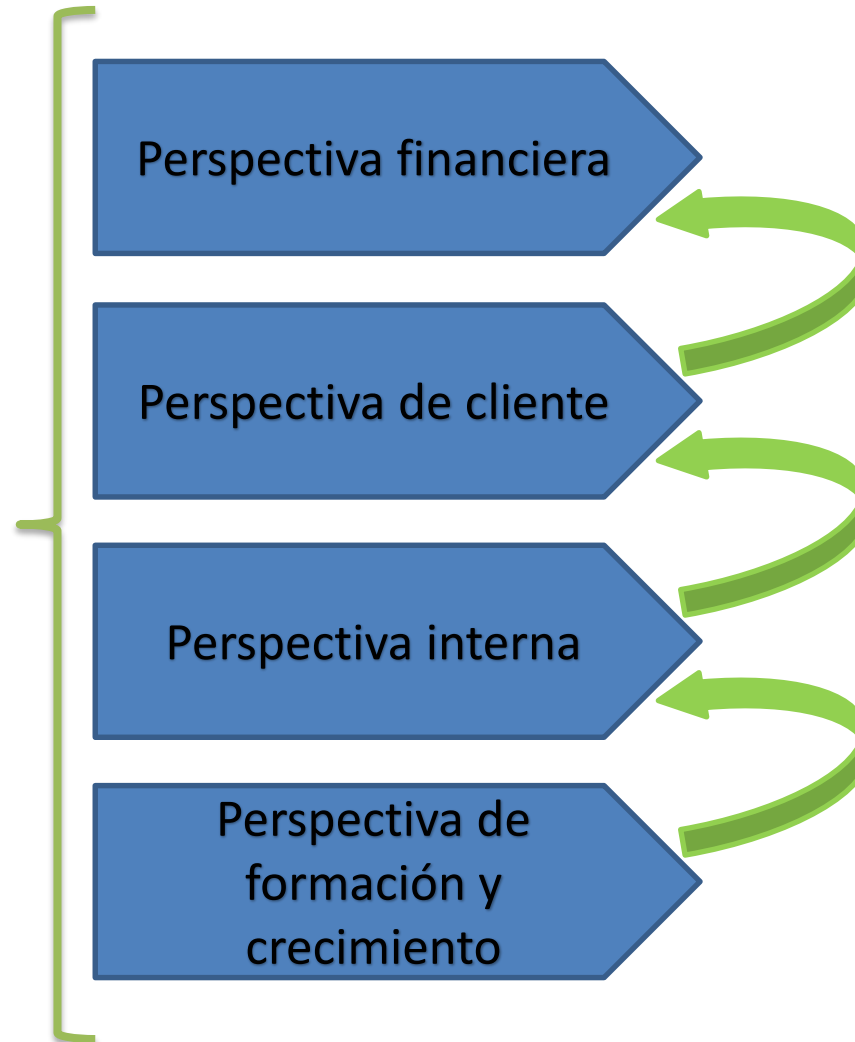 Perspectiva financiera
Perspectiva de cliente
Perspectiva interna
Perspectiva de
formación y
crecimiento